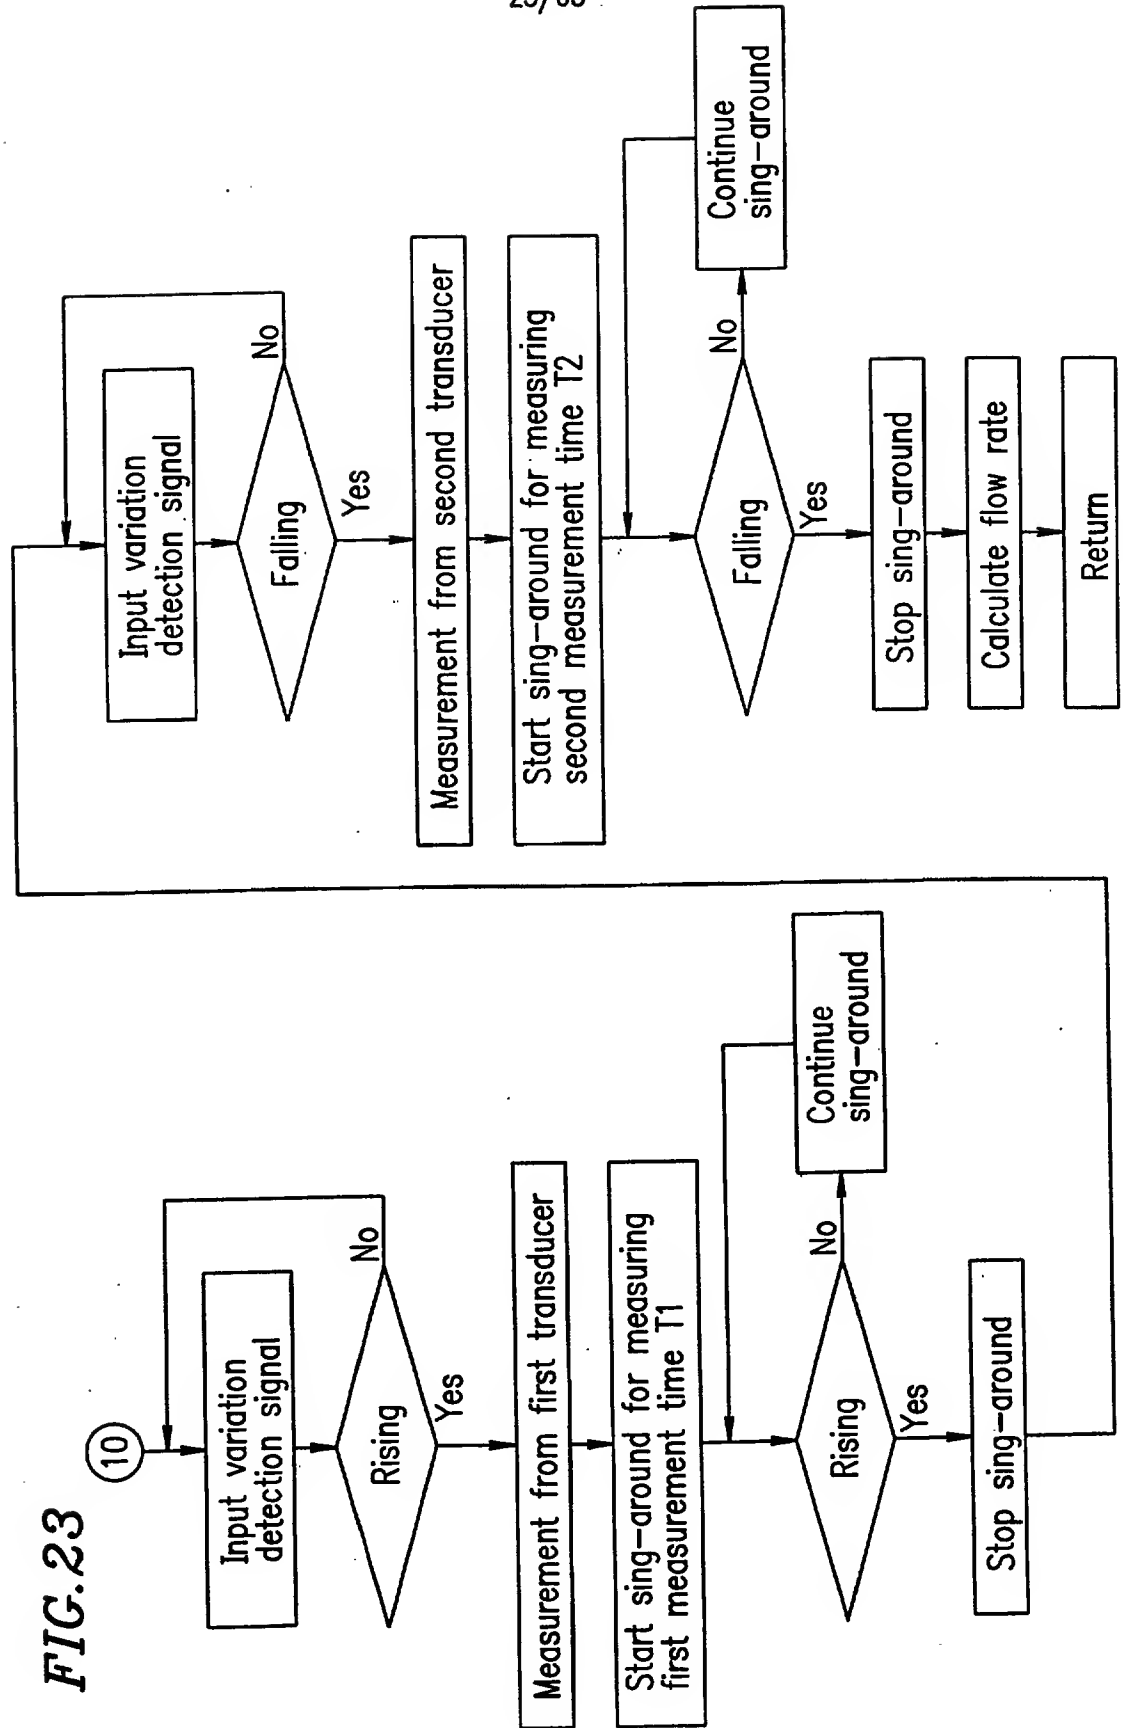 FIG.23
10
Input variation
detection signal
Rising
No
Yes
Measurement from first transducer
Start sing-around for measuring
first measurement time T1
Rising
No
Continue
sing-around
Yes
Stop sing-around
Input variation
detection signal
Falling
No
Yes
Measurement from second transducer
Start sing-around for measuring
second measurement time T2
Falling
No
Continue
sing-around
Yes
Stop sing-around
Calculate flow rate
Return